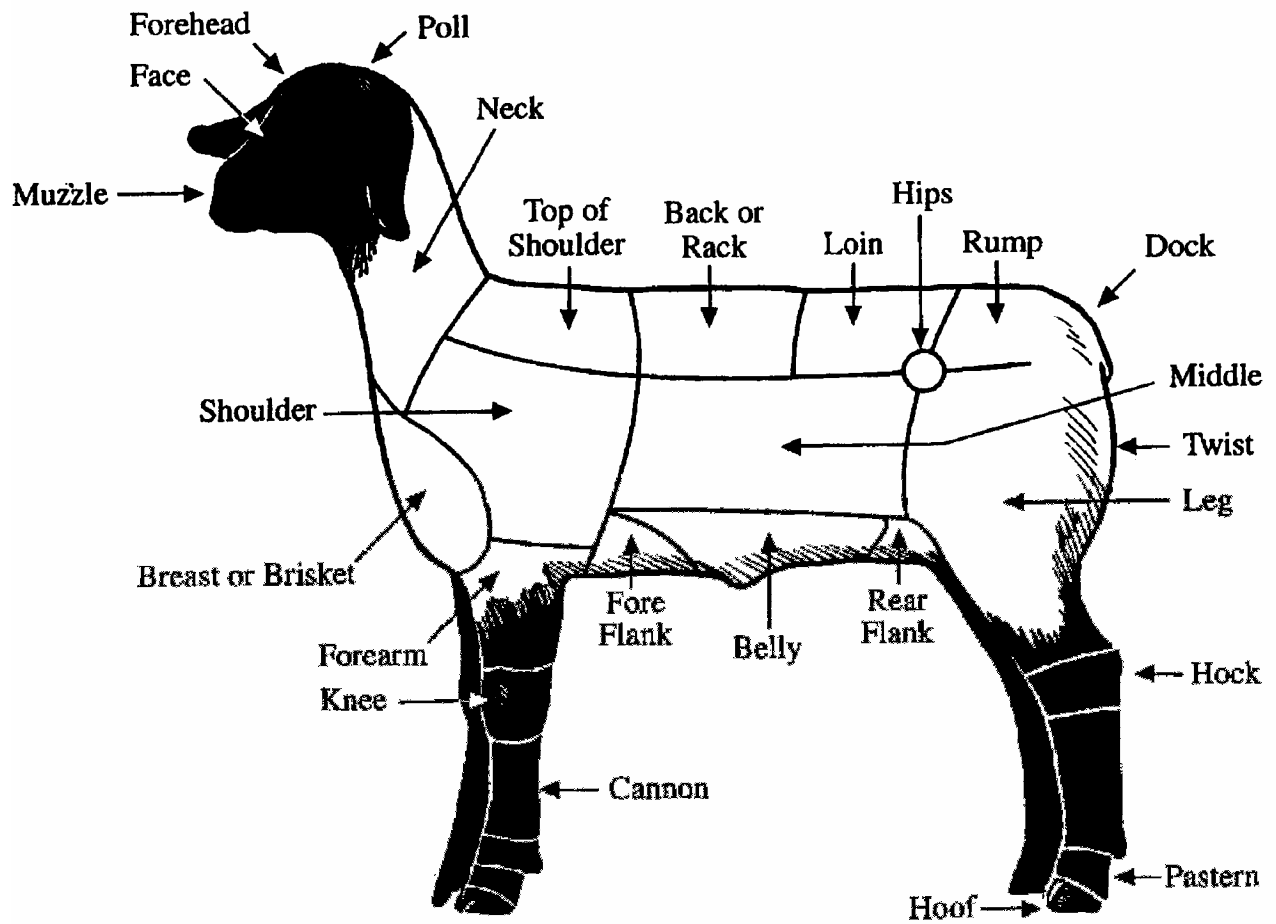 Forehead
Poll
Face
Neck
Muzzle
Hips
Top of
Shoulder
Back or
Rack
Loin
Rump
Dock
Middle
Shoulder
Twist
Leg
Breast or Brisket
Fore
Flank
Rear
Flank
Belly
Forearm
Hock
Knee
Cannon
Pastern
Hoof